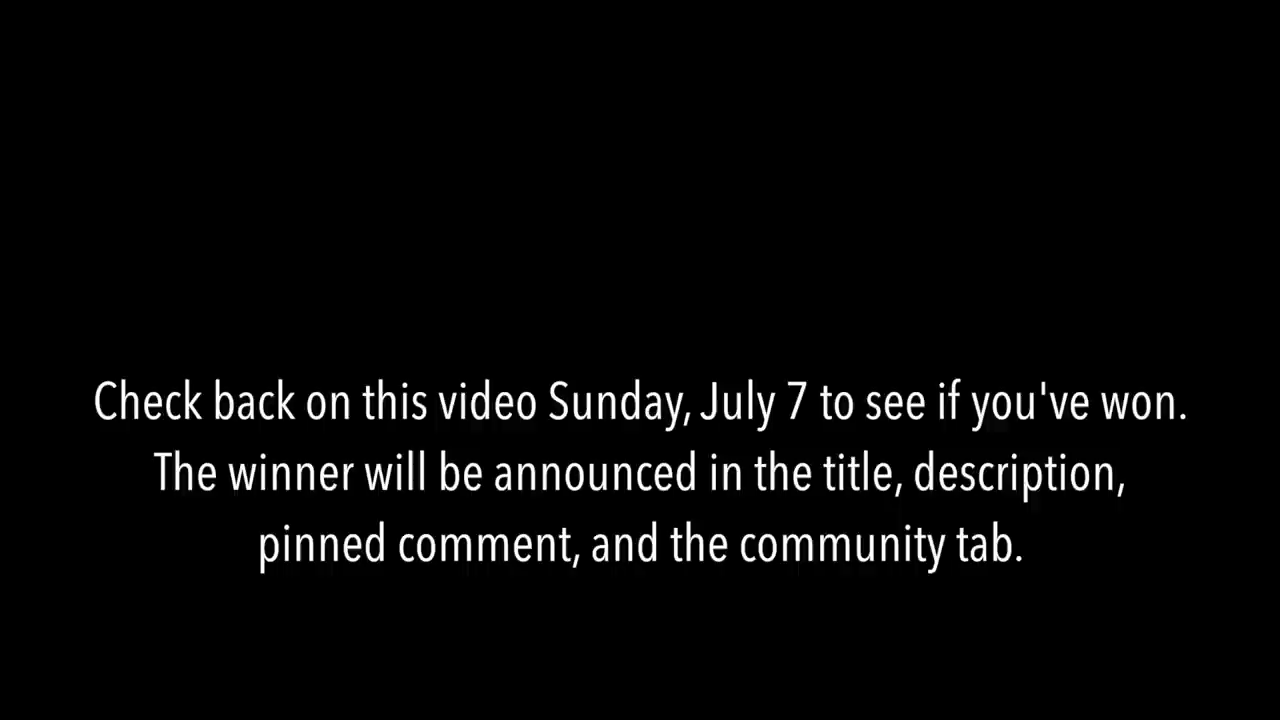 Check back on this video Sunday, July 7 to see if you've won.
The winner will be announced in the title, description,
pinned comment, and the community tab.